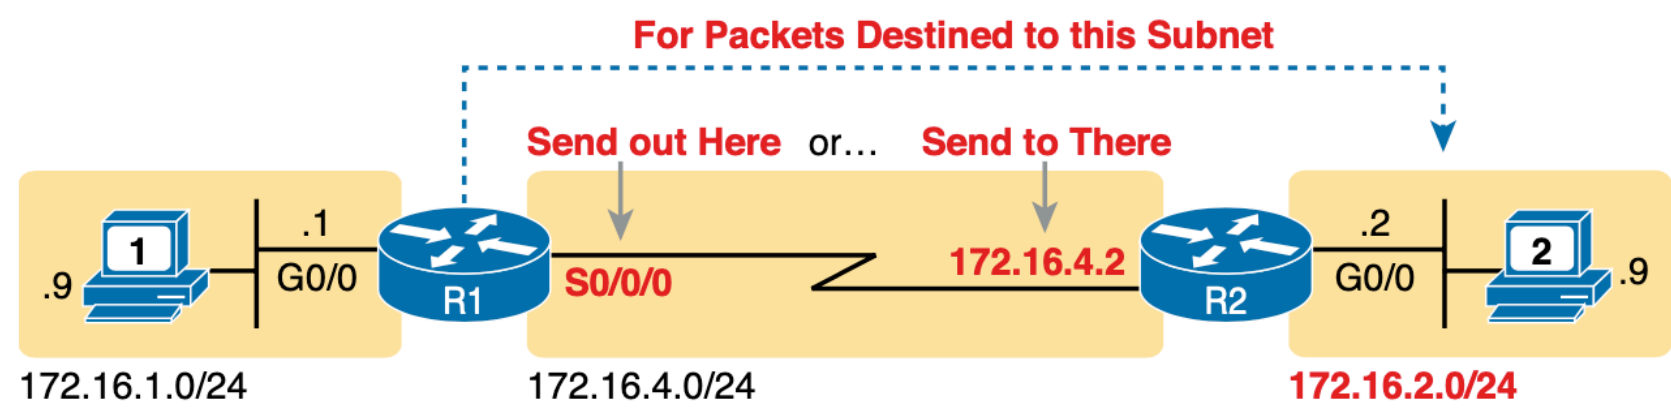 For Packets Destined to this Subnet
Send out Here or... Send to There
1
.9
.1
G0/0
R1
S0/0/0
172.16.4.2
R2
.2
G0/0
2
.9
172.16.1.0/24
172.16.4.0/24
172.16.2.0/24